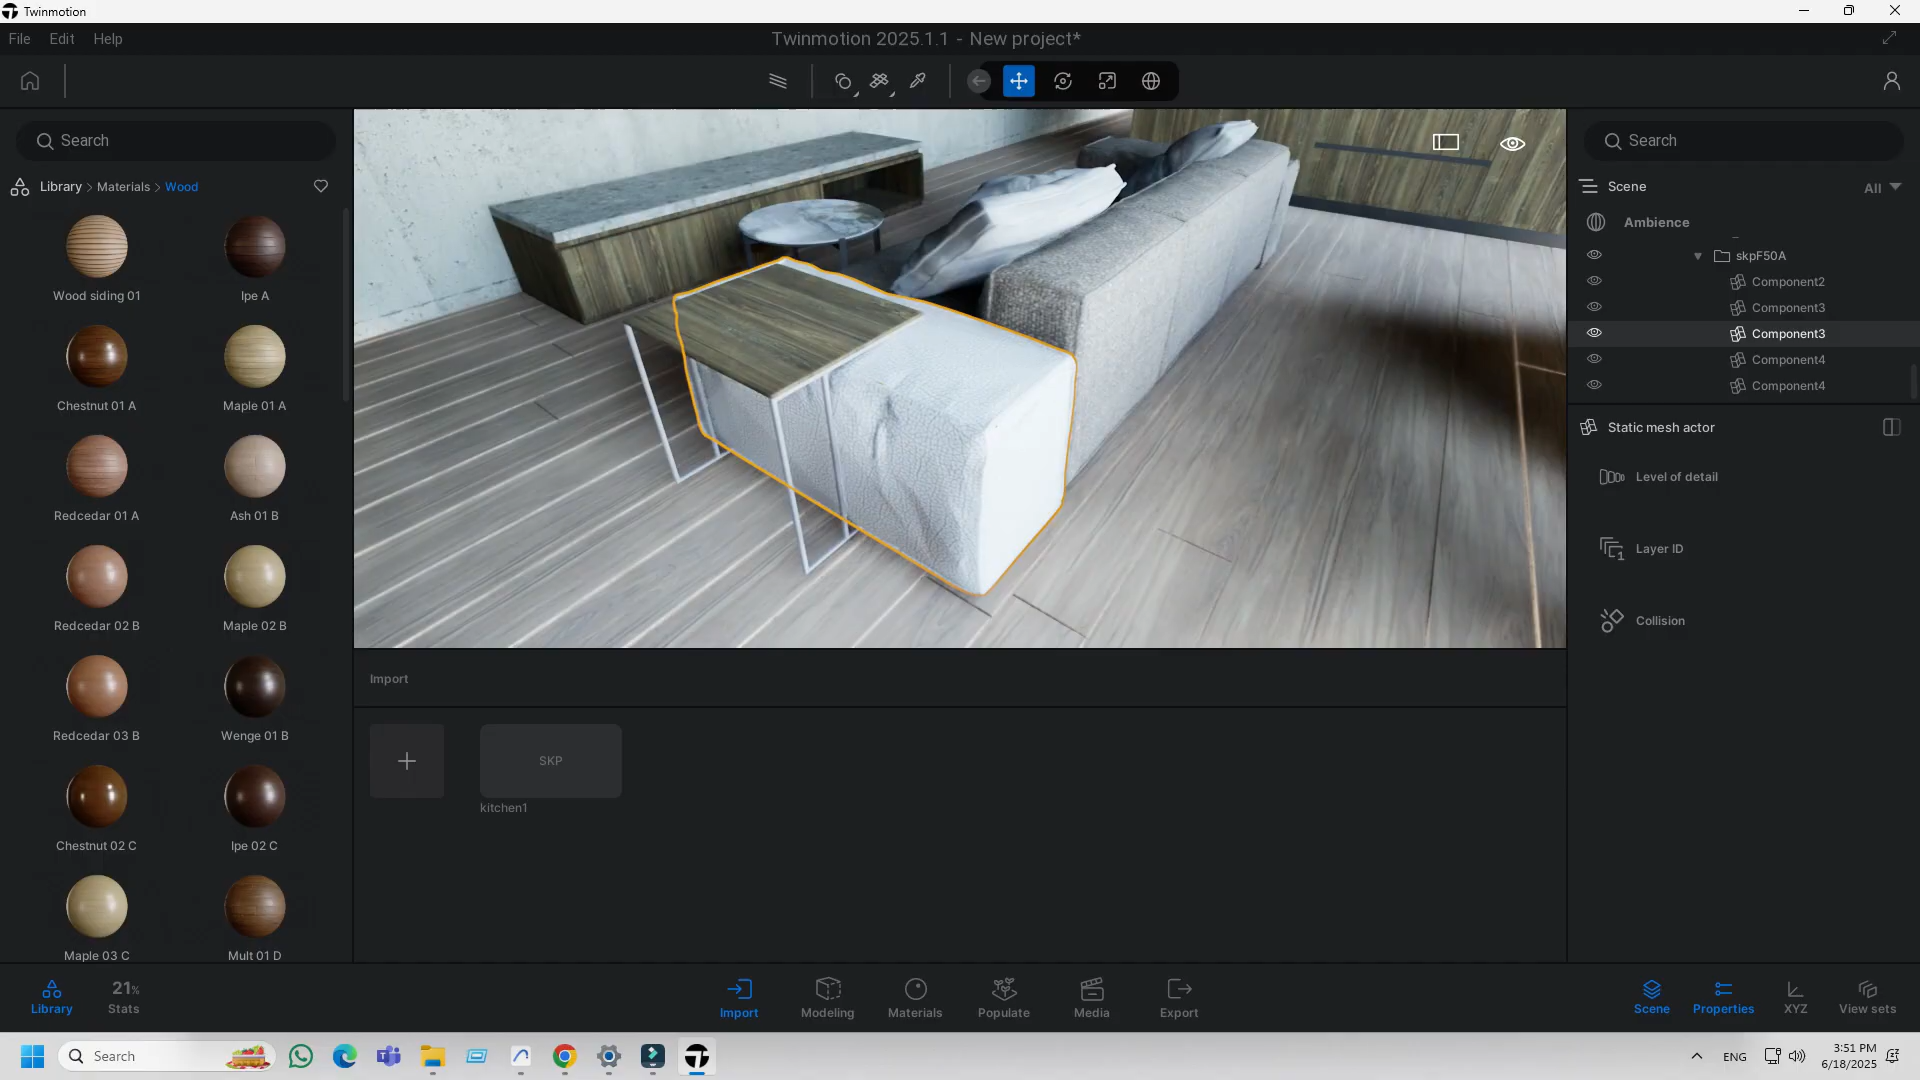 Twinmotion
File Edit Help
Twinmotion 2025.1.1 - New project*
Search
Library > Materials > Wood
Wood siding 01
Ipe A
Chestnut 01 A
Maple 01 A
Redcedar 01 A
Ash 01 B
Redcedar 02 B
Maple 02 B
Redcedar 03 B
Wenge 01 B
Chestnut 02 C
Ipe 02 C
Maple 03 C
Mult 01 D
Import
SKP
kitchen1
Search
Scene
All
Ambience
skpF50A
Component2
Component3
Component3
Component4
Component4
Static mesh actor
Level of detail
Layer ID
Collision
Library
21%
Stats
Import
Modeling
Materials
Populate
Media
Export
Scene
Properties
XYZ
View sets
Search
ENG
3:51 PM
6/18/2025